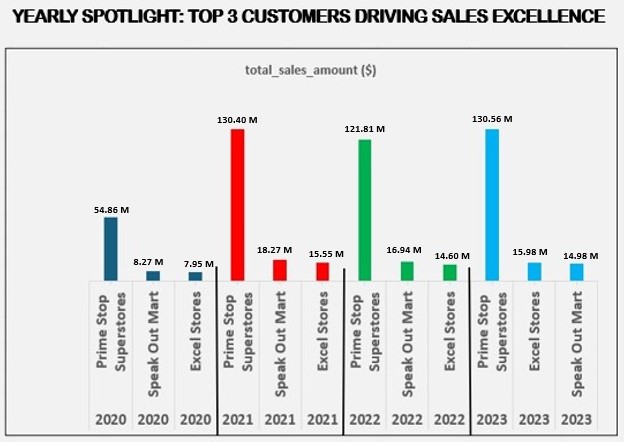 YEARLY SPOTLIGHT: TOP 3 CUSTOMERS DRIVING SALES EXCELLENCE
total_sales_amount ($)
54.86 M
8.27 M
7.95 M
130.40 M
18.27 M
15.55 M
121.81 M
16.94 M
14.60 M
130.56 M
15.98 M
14.98 M
Prime Stop
Superstores
Speak Out Mart
Excel Stores
Prime Stop
Superstores
Speak Out Mart
Excel Stores
Prime Stop
Superstores
Speak Out Mart
Excel Stores
Prime Stop
Superstores
Excel Stores
Speak Out Mart
2020 2020 2020 2021 2021 2021 2022 2022 2022 2023 2023 2023